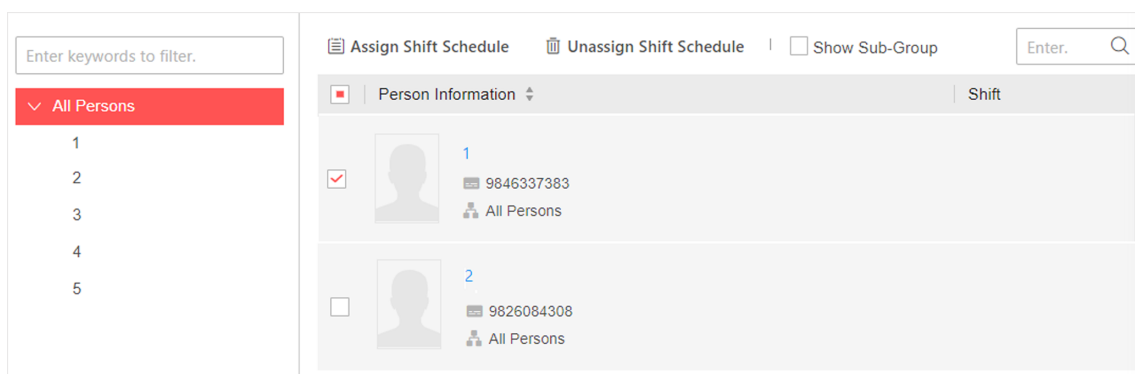 Enter keywords to filter.
All Persons
1
2
3
4
5
Assign Shift Schedule
Unassign Shift Schedule
Show Sub-Group
Enter.
Person Information
Shift
1
9846337383
All Persons
2
9826084308
All Persons